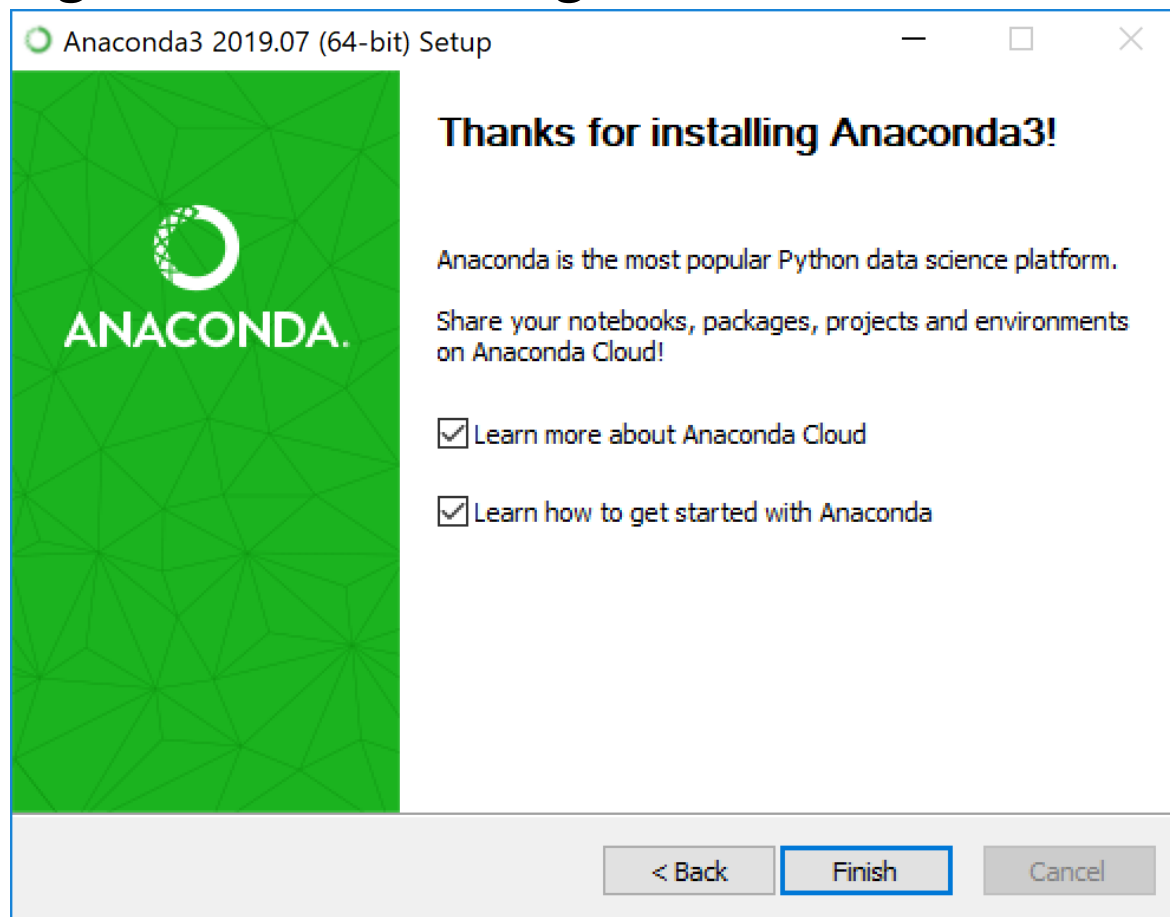 Anaconda3 2019.07 (64-bit) Setup
Thanks for installing Anaconda3!
ANACONDA.
Anaconda is the most popular Python data science platform.
Share your notebooks, packages, projects and environments
on Anaconda Cloud!
Learn more about Anaconda Cloud
Learn how to get started with Anaconda
< Back
Finish
Cancel